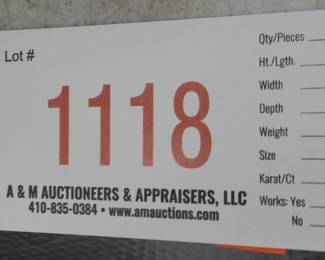 Lot #
1118
A & M AUCTIONEERS & APPRAISERS, LLC
410-835-0384 • www.amauctions.com
Qty/Pieces
Ht./Lgth.
Width
Depth
Weight
Size
Karat/Ct
Works: Yes
No